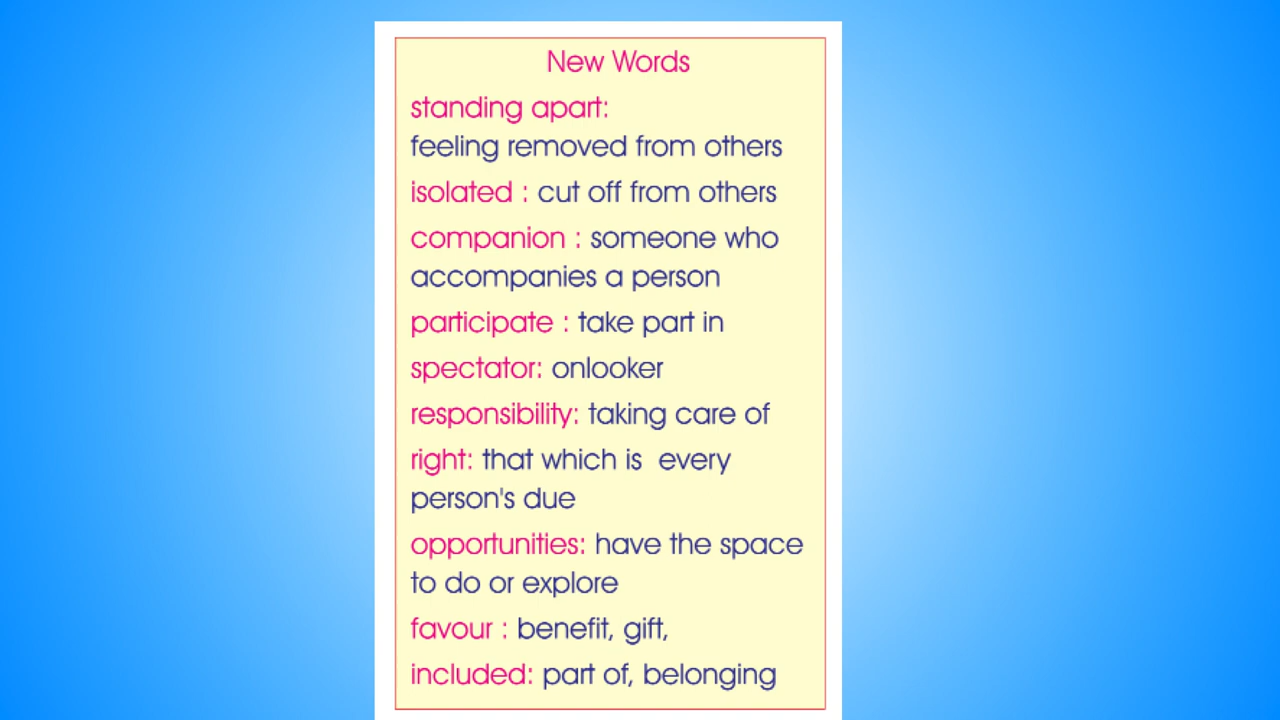 New Words
standing apart:
feeling removed from others
isolated : cut off from others
companion : someone who
accompanies a person
participate : take part in
spectator: onlooker
responsibility: taking care of
right: that which is  every
person's due
opportunities: have the space
to do or explore
favour : benefit, gift,
included: part of, belonging